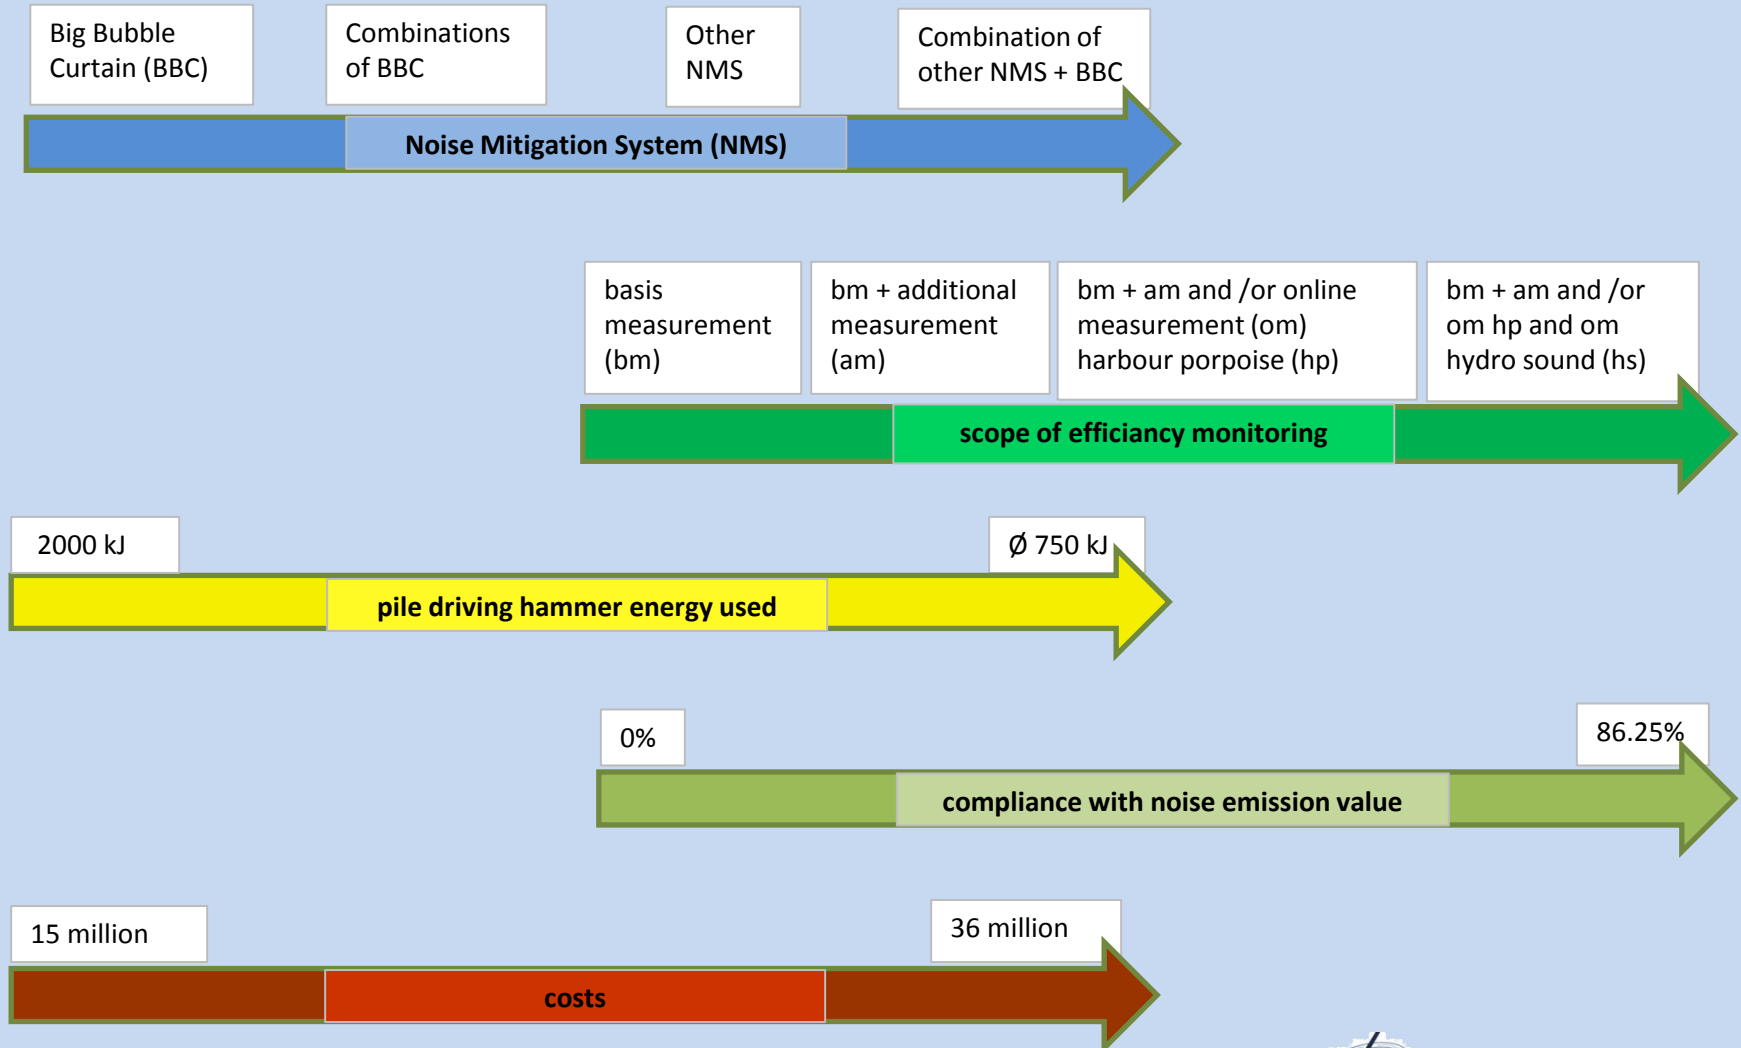 Big Bubble
Curtain (BBC)
Combinations
of BBC
Other
NMS
Combination of
other NMS + BBC
Noise Mitigation System (NMS)
basis
measurement
(bm)
bm + additional
measurement
(am)
bm + am and /or online
measurement (om)
harbour porpoise (hp)
bm + am and /or
om hp and om
hydro sound (hs)
scope of efficiancy monitoring
2000 kJ
Ø 750 kJ
pile driving hammer energy used
0%
86.25%
compliance with noise emission value
15 million
36 million
costs